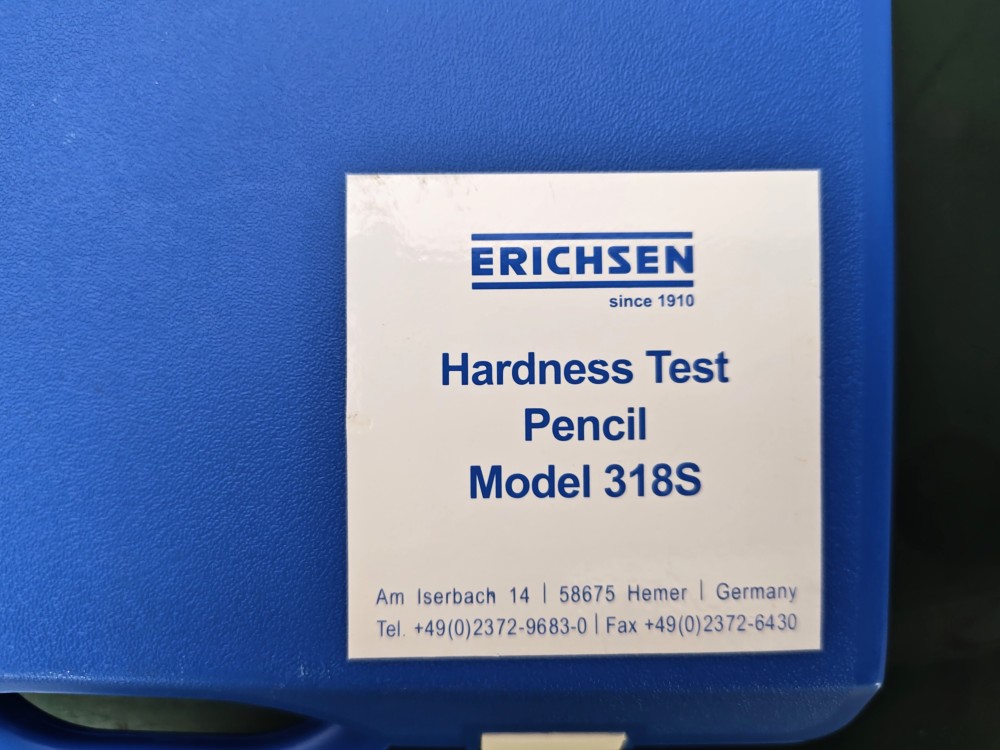 ERICHSEN
since 1910
Hardness Test
Pencil
Model 318S
Am Iserbach 14 | 58675 Hemer | Germany
Tel. +49(0)2372-9683-0 | Fax +49(0)2372-6430